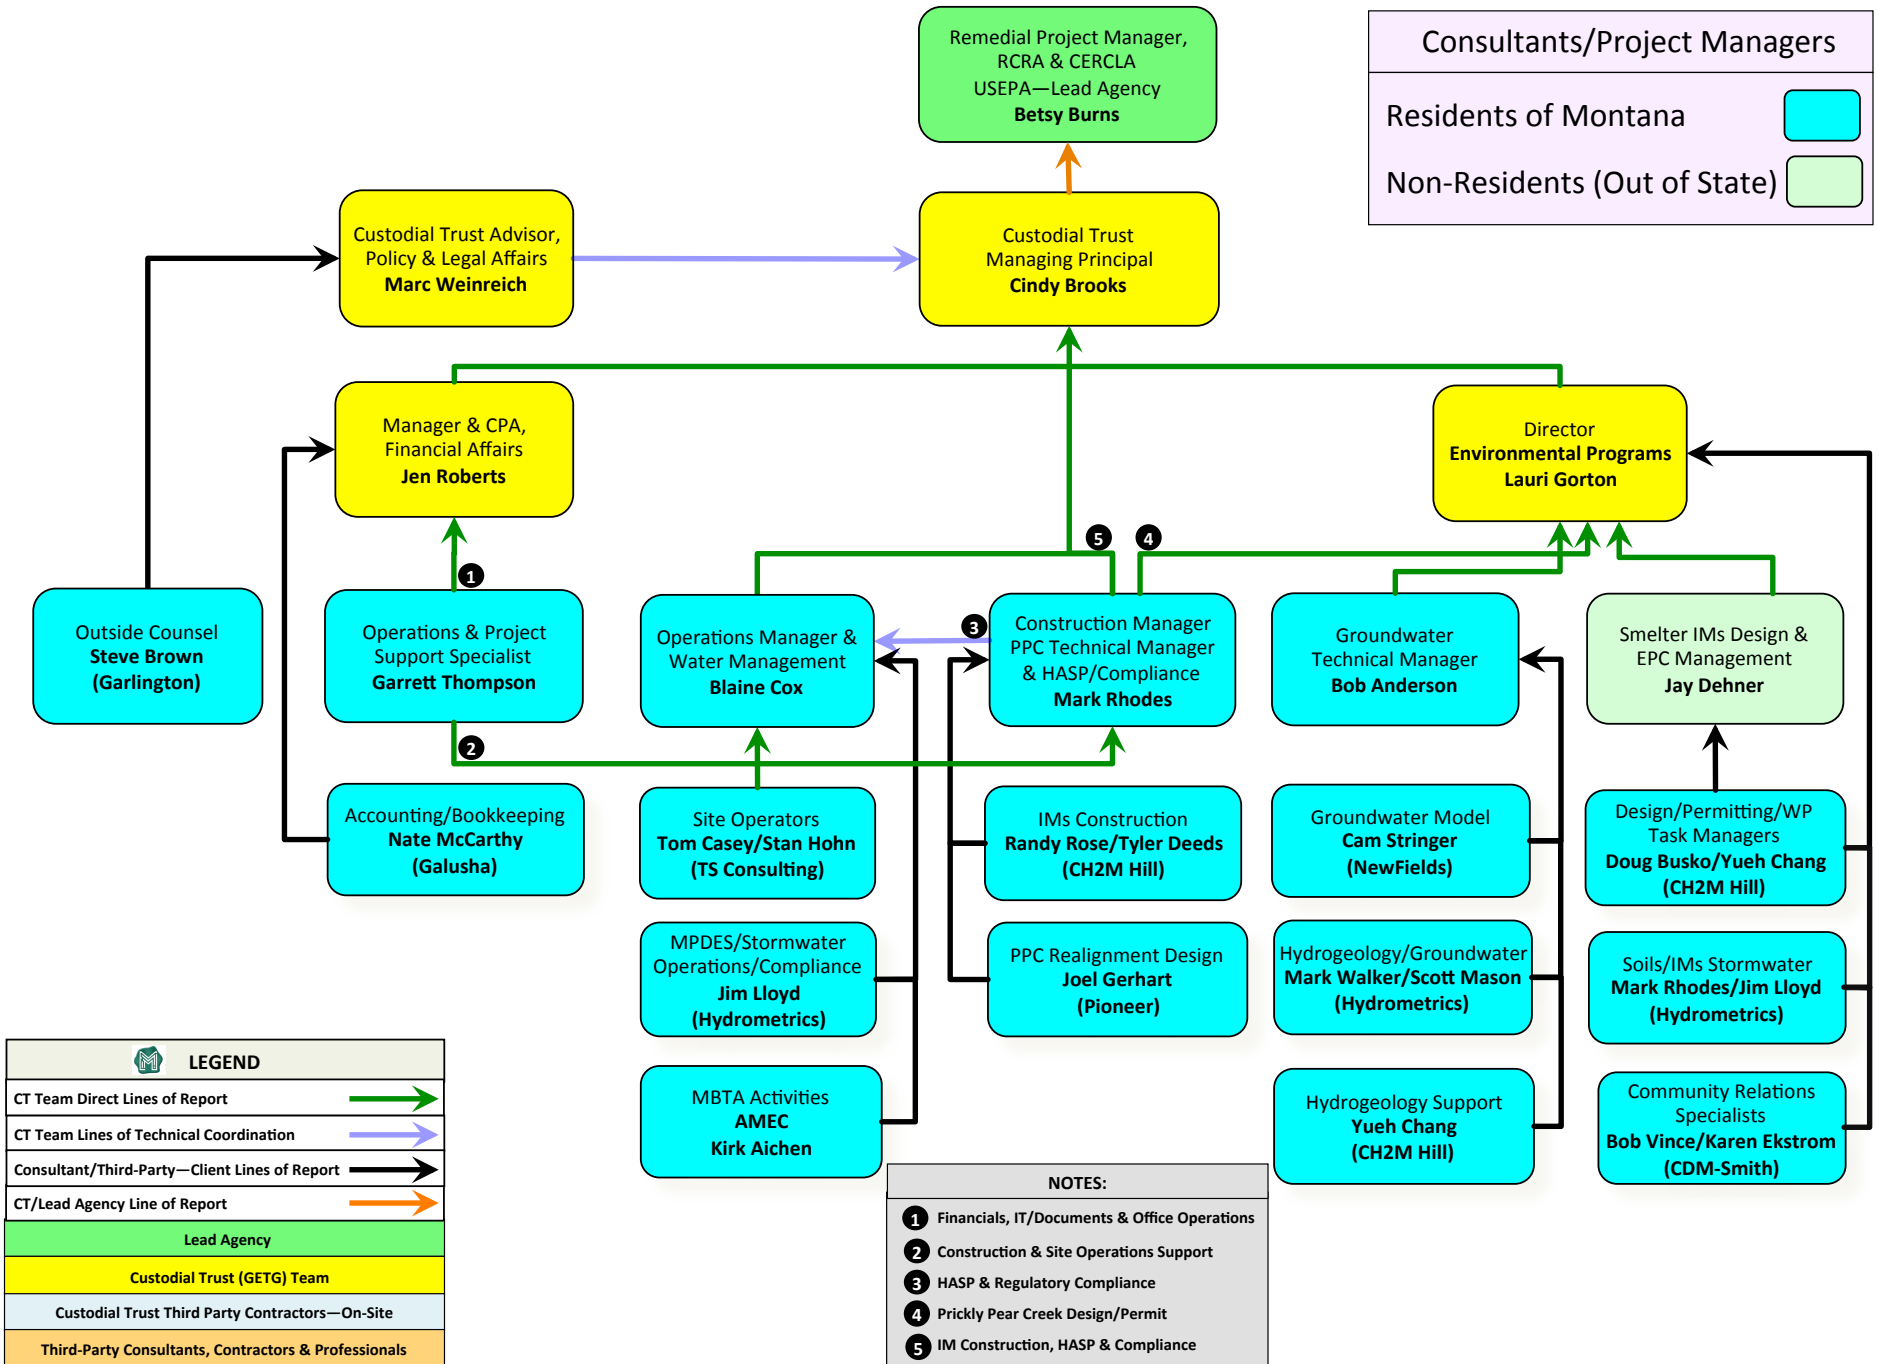 Remedial Project Manager,
RCRA & CERCLA
USEPA—Lead Agency
Betsy Burns
Consultants/Project Managers
Residents of Montana
Non-Residents (Out of State)
Custodial Trust Advisor,
Policy & Legal Affairs
Marc Weinreich
Custodial Trust
Managing Principal
Cindy Brooks
Manager & CPA,
Financial Affairs
Jen Roberts
Director
Environmental Programs
Lauri Gorton
5
4
1
Outside Counsel
Steve Brown
(Garlington)
Operations & Project
Support Specialist
Garrett Thompson
Operations Manager &
Water Management
Blaine Cox
3
Construction Manager
PPC Technical Manager
& HASP/Compliance
Mark Rhodes
Groundwater
Technical Manager
Bob Anderson
Smelter IMs Design &
EPC Management
Jay Dehner
2
Accounting/Bookkeeping
Nate McCarthy
(Galusha)
Site Operators
Tom Casey/Stan Hohn
(TS Consulting)
IMs Construction
Randy Rose/Tyler Deeds
(CH2M Hill)
Groundwater Model
Cam Stringer
(NewFields)
Design/Permitting/WP
Task Managers
Doug Busko/Yueh Chang
(CH2M Hill)
MPDES/Stormwater
Operations/Compliance
Jim Lloyd
(Hydrometrics)
PPC Realignment Design
Joel Gerhart
(Pioneer)
Hydrogeology/Groundwater
Mark Walker/Scott Mason
(Hydrometrics)
Soils/IMs Stormwater
Mark Rhodes/Jim Lloyd
(Hydrometrics)
MBTA Activities
AMEC
Kirk Aichen
Hydrogeology Support
Yueh Chang
(CH2M Hill)
Community Relations
Specialists
Bob Vince/Karen Ekstrom
(CDM-Smith)
M LEGEND
CT Team Direct Lines of Report
CT Team Lines of Technical Coordination
Consultant/Third-Party—Client Lines of Report
CT/Lead Agency Line of Report
Lead Agency
Custodial Trust (GETG) Team
Custodial Trust Third Party Contractors—On-Site
Third-Party Consultants, Contractors & Professionals
NOTES:
1 Financials, IT/Documents & Office Operations
2 Construction & Site Operations Support
3 HASP & Regulatory Compliance
4 Prickly Pear Creek Design/Permit
5 IM Construction, HASP & Compliance